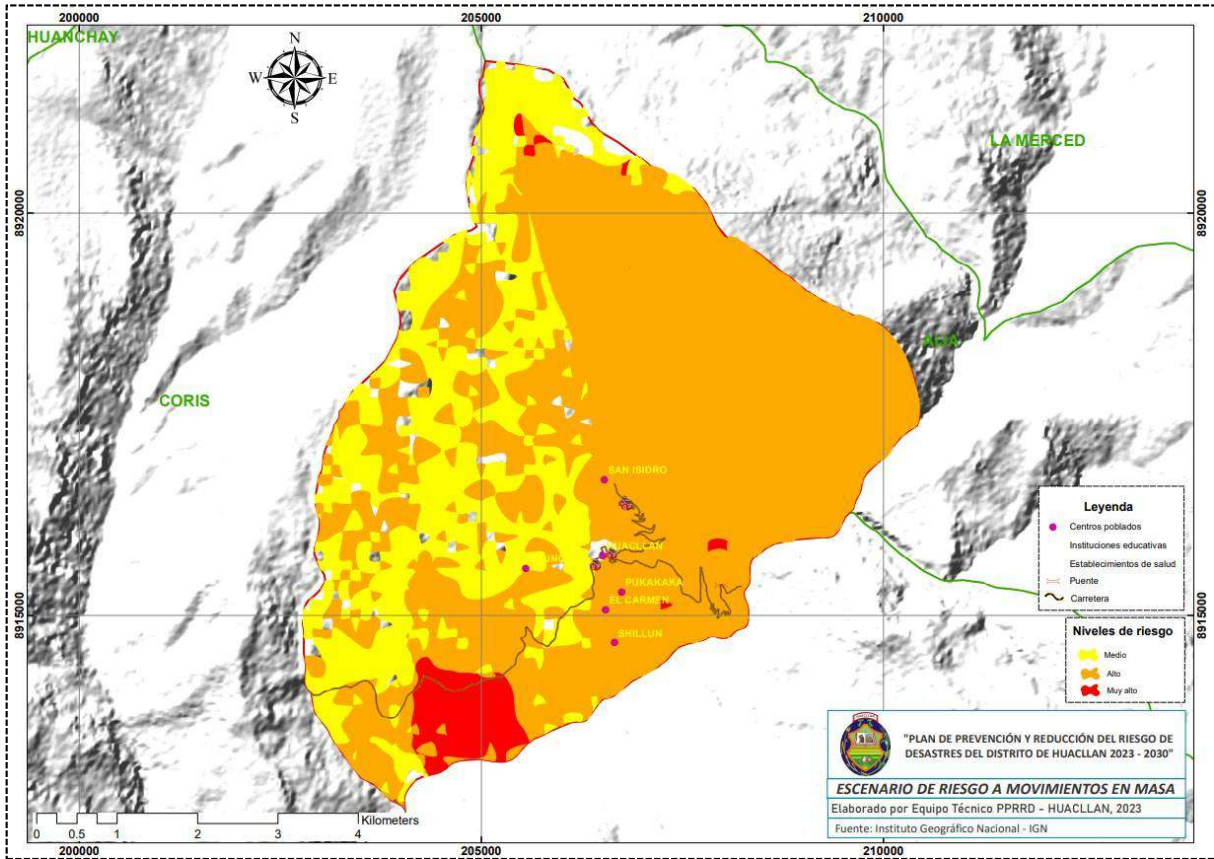 200000
205000
210000
HUANCHAY
N
W
E
S
LA MERCED
8920000
8920000
AIJA
CORIS
SAN ISIDRO
HUACLLAN
PUKAKAKA
EL CARMEN
SHILLUN
8915000
8915000
Leyenda
Centros poblados
Instituciones educativas
Establecimientos de salud
Puente
Carretera
Niveles de riesgo
Medio
Alto
Muy alto
"PLAN DE PREVENCIÓN Y REDUCCIÓN DEL RIESGO DE
DESASTRES DEL DISTRITO DE HUACLLAN 2023 - 2030"
ESCENARIO DE RIESGO A MOVIMIENTOS EN MASA
Elaborado por Equipo Técnico PPRRD - HUACLLAN, 2023
Fuente: Instituto Geográfico Nacional - IGN
Kilometers
0 0.5 1 2 3 4
200000
205000
210000